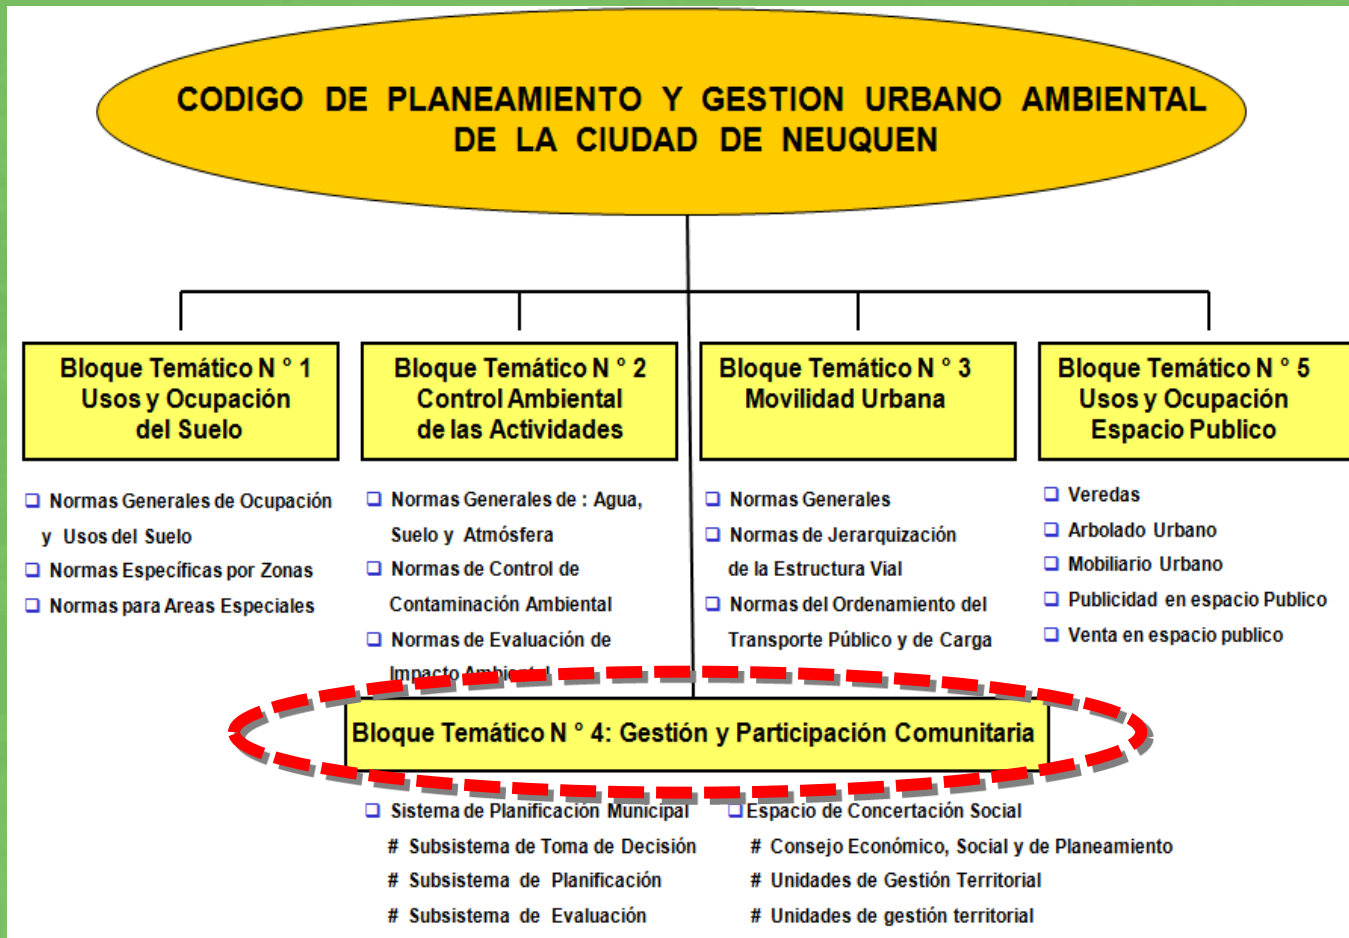 CODIGO DE PLANEAMIENTO Y GESTION URBANO AMBIENTAL
DE LA CIUDAD DE NEUQUEN
Bloque Temático N ° 1
Usos y Ocupación
del Suelo
Normas Generales de Ocupación
y Usos del Suelo
Normas Específicas por Zonas
Normas para Areas Especiales
Bloque Temático N ° 2
Control Ambiental
de las Actividades
Normas Generales de : Agua,
Suelo y Atmósfera
Normas de Control de
Contaminación Ambiental
Normas de Evaluación de
Impacto Ambiental
Bloque Temático N ° 3
Movilidad Urbana
Normas Generales
Normas de Jerarquización
de la Estructura Vial
Normas del Ordenamiento del
Transporte Público y de Carga
Bloque Temático N ° 5
Usos y Ocupación
Espacio Publico
Veredas
Arbolado Urbano
Mobiliario Urbano
Publicidad en espacio Publico
Venta en espacio publico
Bloque Temático N ° 4: Gestión y Participación Comunitaria
Sistema de Planificación Municipal
# Subsistema de Toma de Decisión
# Subsistema de Planificación
# Subsistema de Evaluación
Espacio de Concertación Social
# Consejo Económico, Social y de Planeamiento
# Unidades de Gestión Territorial
# Unidades de gestión territorial